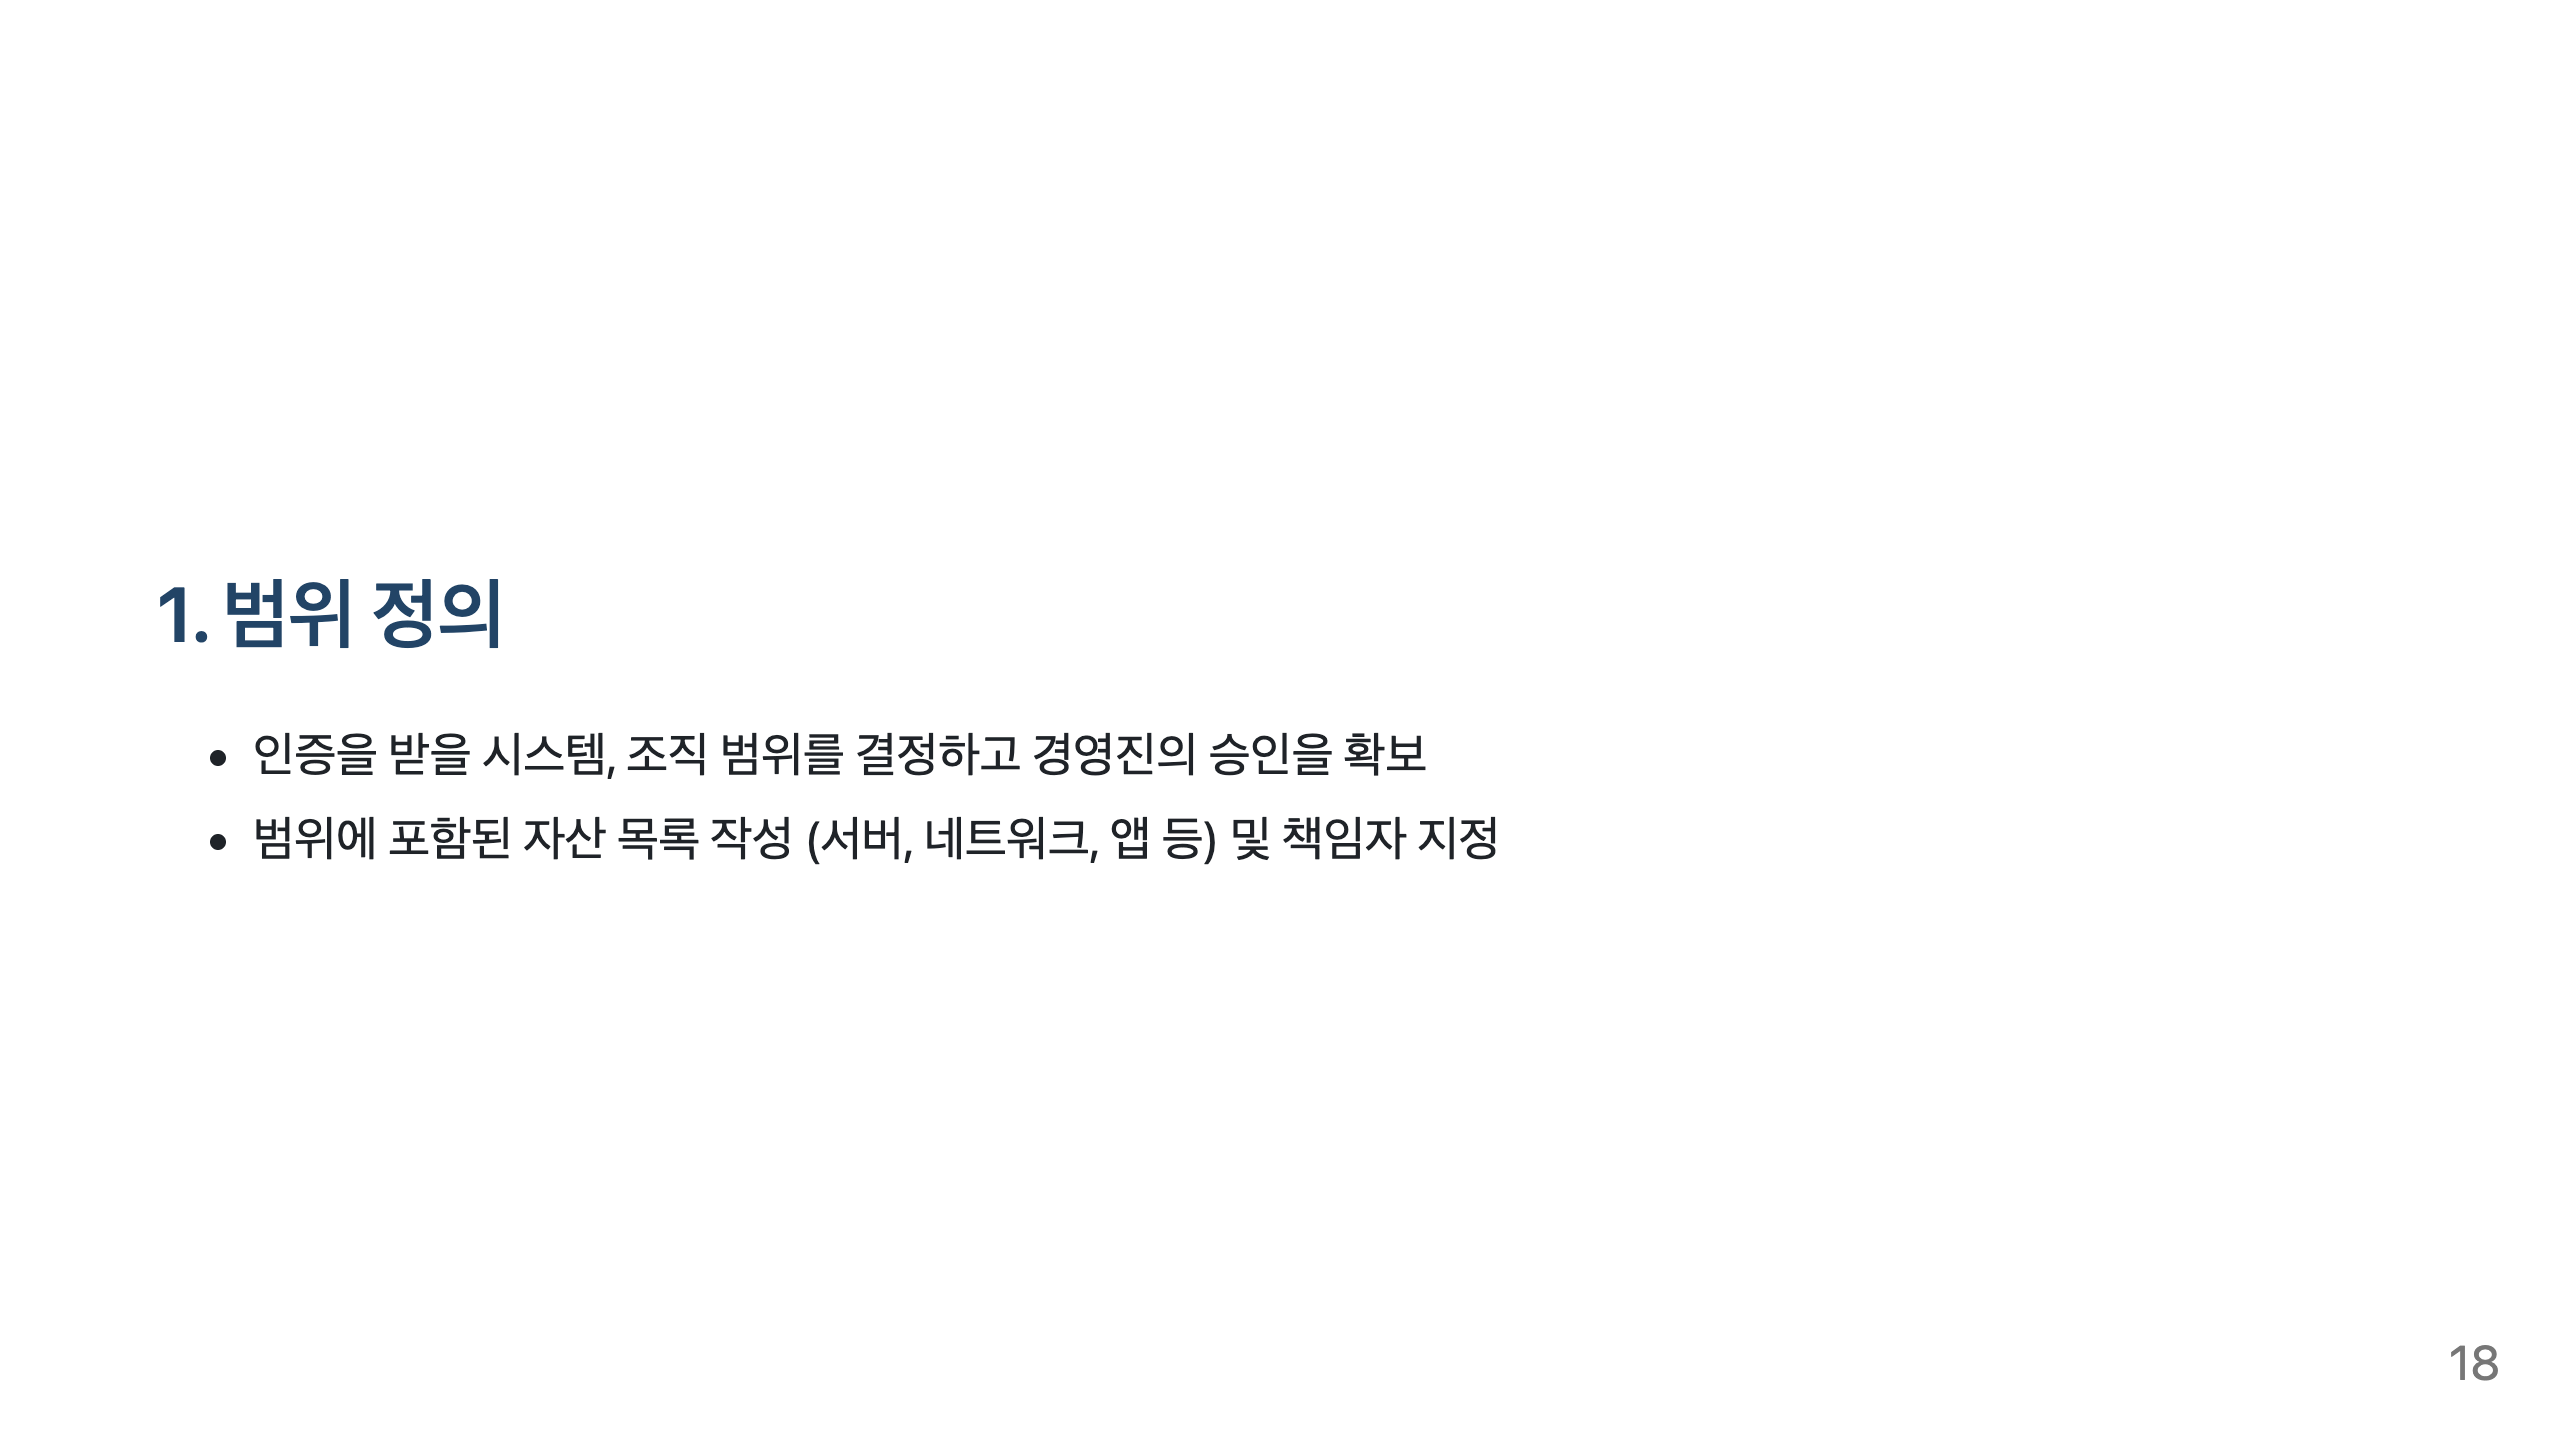 1. 범위 정의
• 인증을 받을 시스템, 조직 범위를 결정하고 경영진의 승인을 확보
• 범위에 포함된 자산 목록 작성 (서버, 네트워크, 앱 등) 및 책임자 지정
18